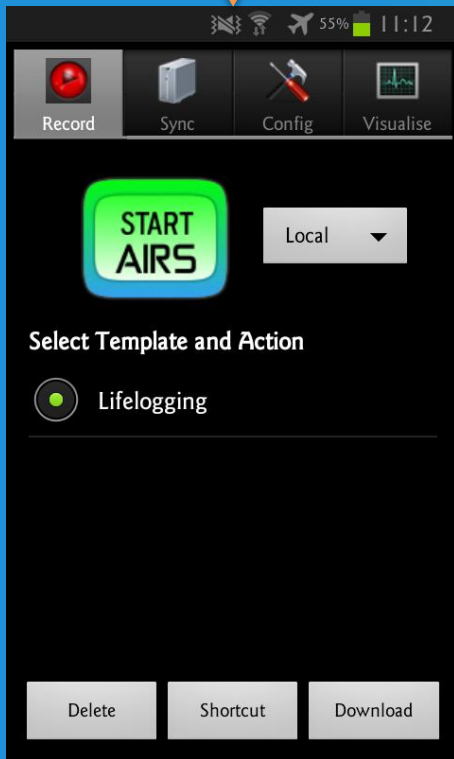 55% 11:12
Record Sync Config Visualise
START
AIRS
Local
Select Template and Action
Lifelogging
Delete Shortcut Download